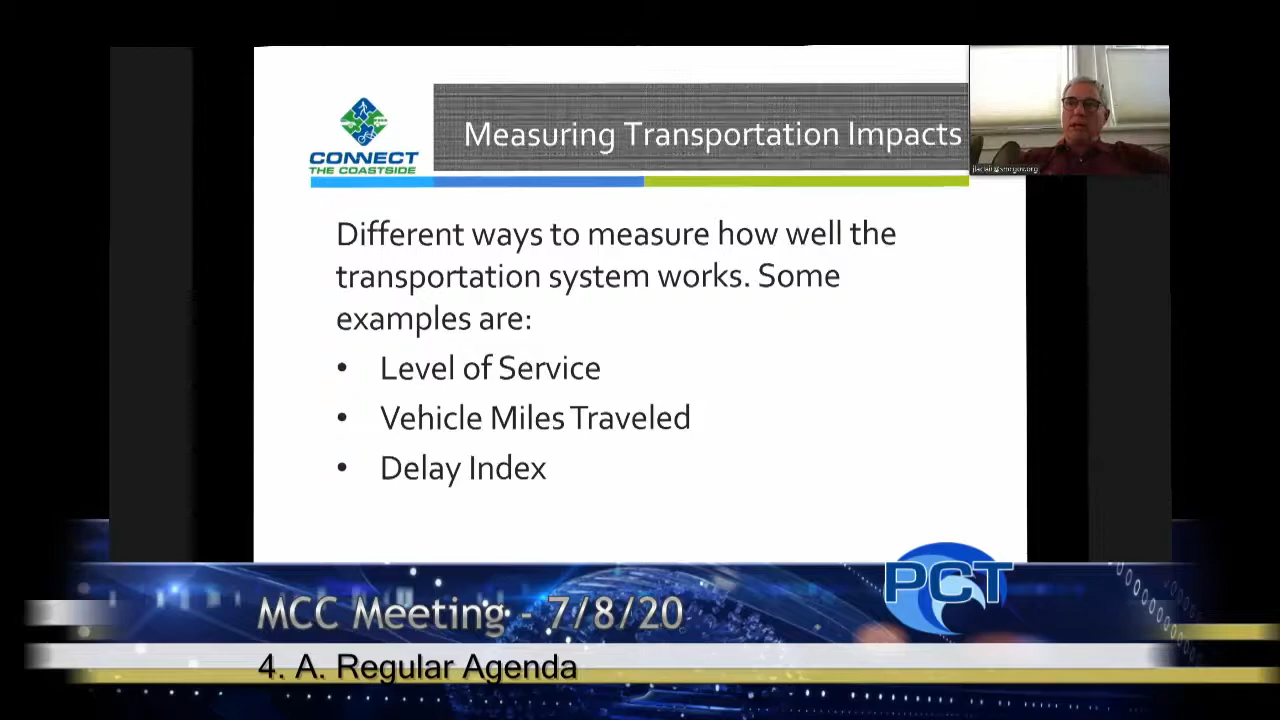 CONNECT
THE COASTSIDE
Measuring Transportation Impacts
Different ways to measure how well the
transportation system works. Some
examples are:
• Level of Service
• Vehicle Miles Traveled
• Delay Index
PCT
MCC Meeting - 7/8/20
4. A. Regular Agenda